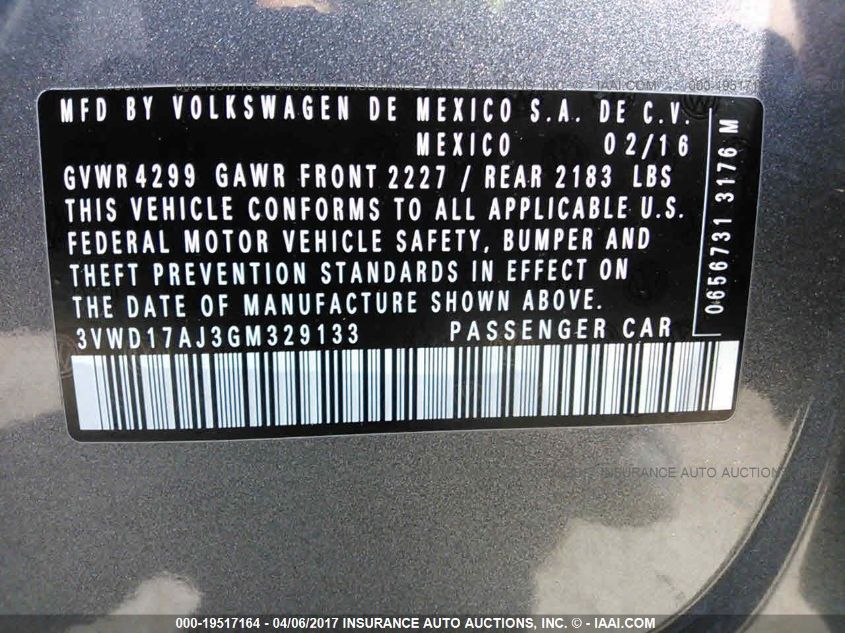 MFD BY VOLKSWAGEN DE MEXICO S.A. DE C.V.
MEXICO 02/16
GVWR 4299 GAWR FRONT 2227 / REAR 2183 LBS
THIS VEHICLE CONFORMS TO ALL APPLICABLE U.S.
FEDERAL MOTOR VEHICLE SAFETY, BUMPER AND
THEFT PREVENTION STANDARDS IN EFFECT ON
THE DATE OF MANUFACTURE SHOWN ABOVE.
3VWD17AJ3GM329133 PASSENGER CAR
0656731 3176 M
INSURANCE AUTO AUCTIONS
000-19517164 - 04/06/2017 INSURANCE AUTO AUCTIONS, INC. © - IAAI.COM